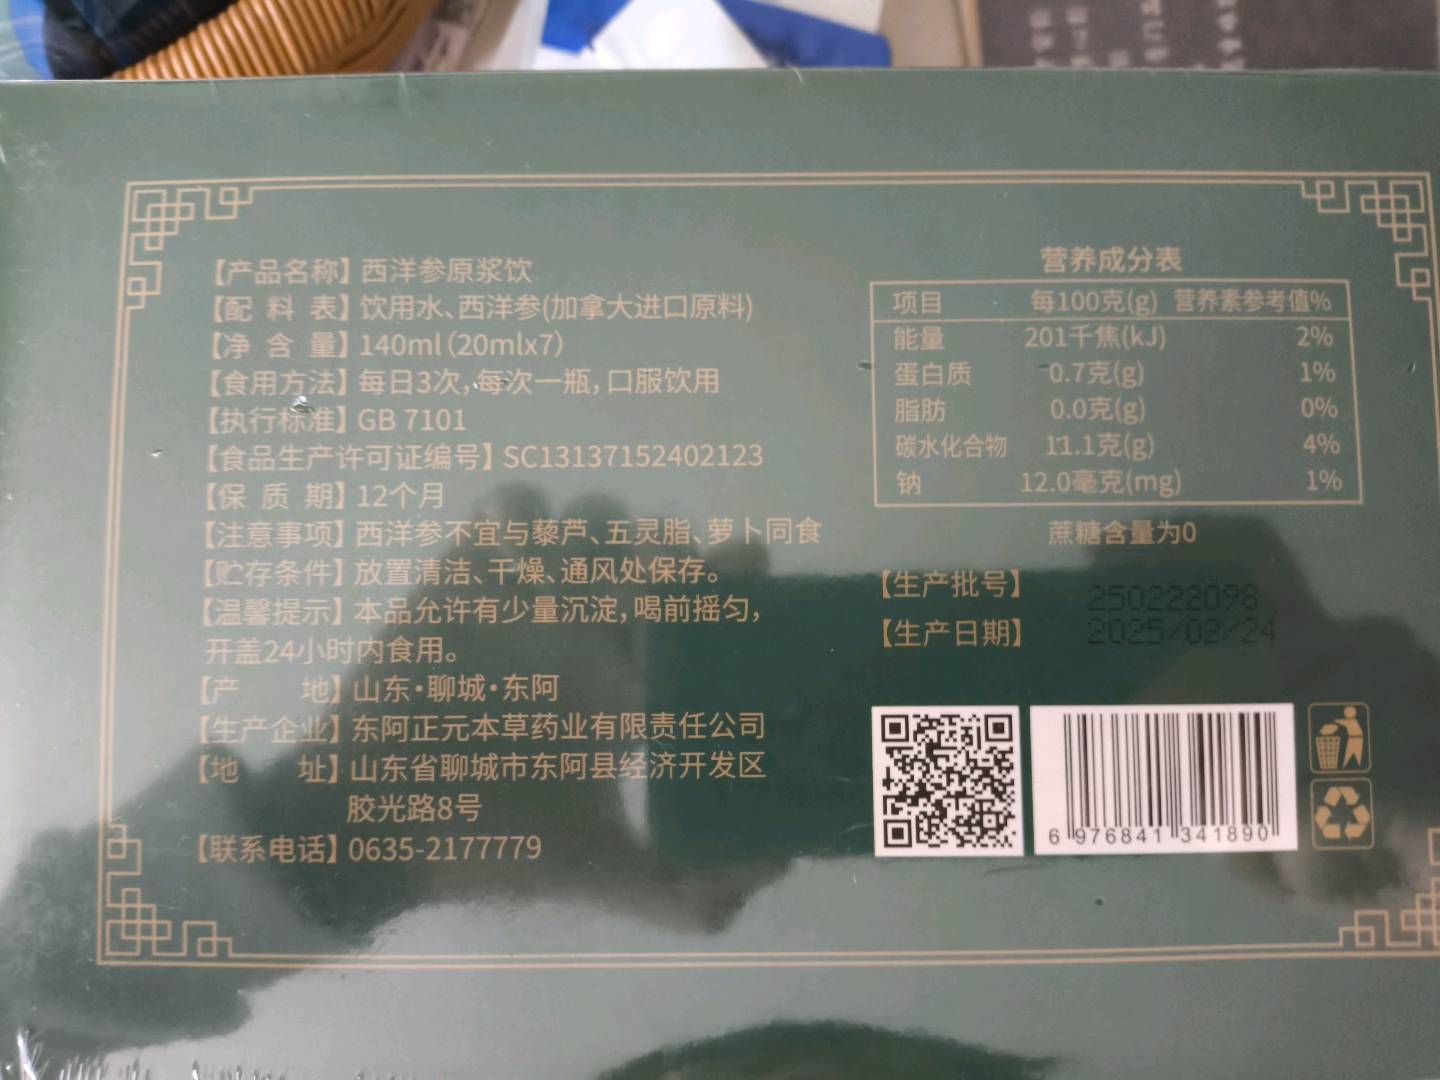 【产品名称】西洋参原浆饮
【配 料 表】饮用水、西洋参(加拿大进口原料)
【净 含 量】140ml(20mlx7)
【食用方法】每日3次,每次一瓶,口服饮用
【执行标准】GB 7101
【食品生产许可证编号】SC13137152402123
【保 质 期】12个月
【注意事项】西洋参不宜与藜芦、五灵脂、萝卜同食
【贮存条件】放置清洁、干燥、通风处保存。
【温馨提示】本品允许有少量沉淀,喝前摇匀,
开盖24小时内食用。
【产 地】山东·聊城·东阿
【生产企业】东阿正元本草药业有限责任公司
【地 址】山东省聊城市东阿县经济开发区
胶光路8号
【联系电话】0635-2177779
营养成分表
项目 每100克(g) 营养素参考值%
能量 201千焦(kJ) 2%
蛋白质 0.7克(g) 1%
脂肪 0.0克(g) 0%
碳水化合物 11.1克(g) 4%
钠 12.0毫克(mg) 1%
蔗糖含量为0
【生产批号】 250222098
【生产日期】 2025/02/24
6 976841 341890